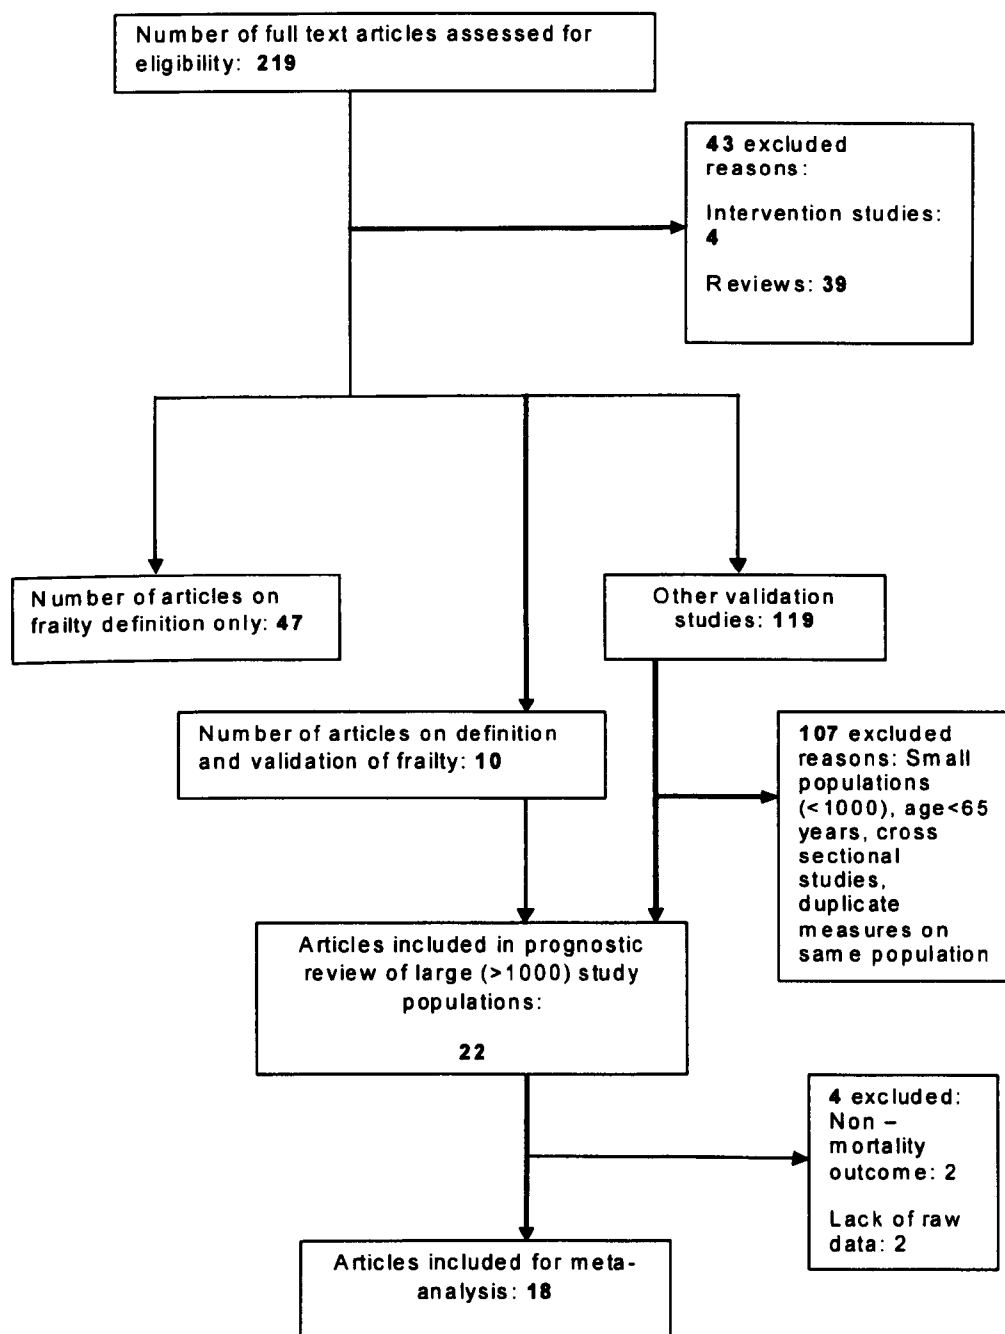 Number of full text articles assessed for
eligibility: 219
43 excluded
reasons:
Intervention studies:
4
Reviews: 39
Number of articles on
frailty definition only: 47
Other validation
studies: 119
Number of articles on definition
and validation of frailty: 10
107 excluded
reasons: Small
populations
(<1000), age<65
years, cross
sectional
studies,
duplicate
measures on
same population
Articles included in prognostic
review of large (>1000) study
populations:
22
4 excluded:
Non –
mortality
outcome: 2
Lack of raw
data: 2
Articles included for meta-
analysis: 18